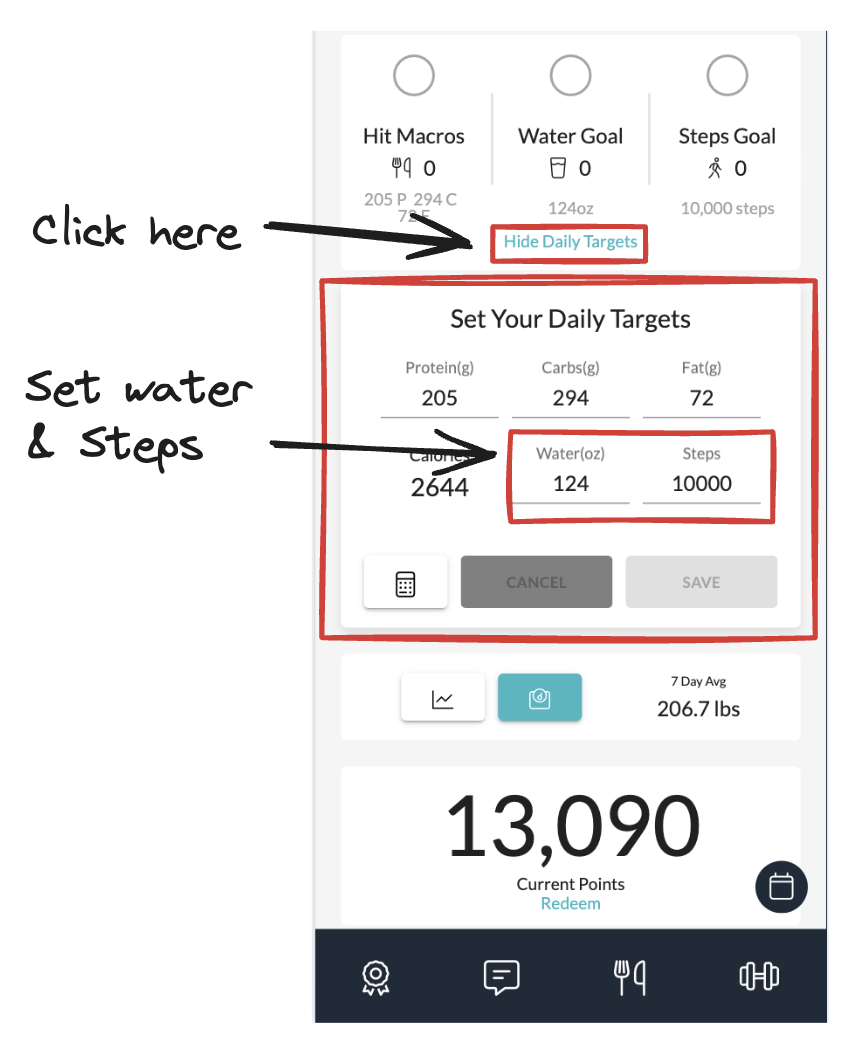 Hit Macros Water Goal Steps Goal
0 0 0
205 P 294 C 124oz 10,000 steps
72 F
Click here
Hide Daily Targets
Set Your Daily Targets
Protein(g) Carbs(g) Fat(g)
205 294 72
Set water
& Steps
Calories Water(oz) Steps
2644 124 10000
CANCEL SAVE
7 Day Avg
206.7 lbs
13,090
Current Points
Redeem